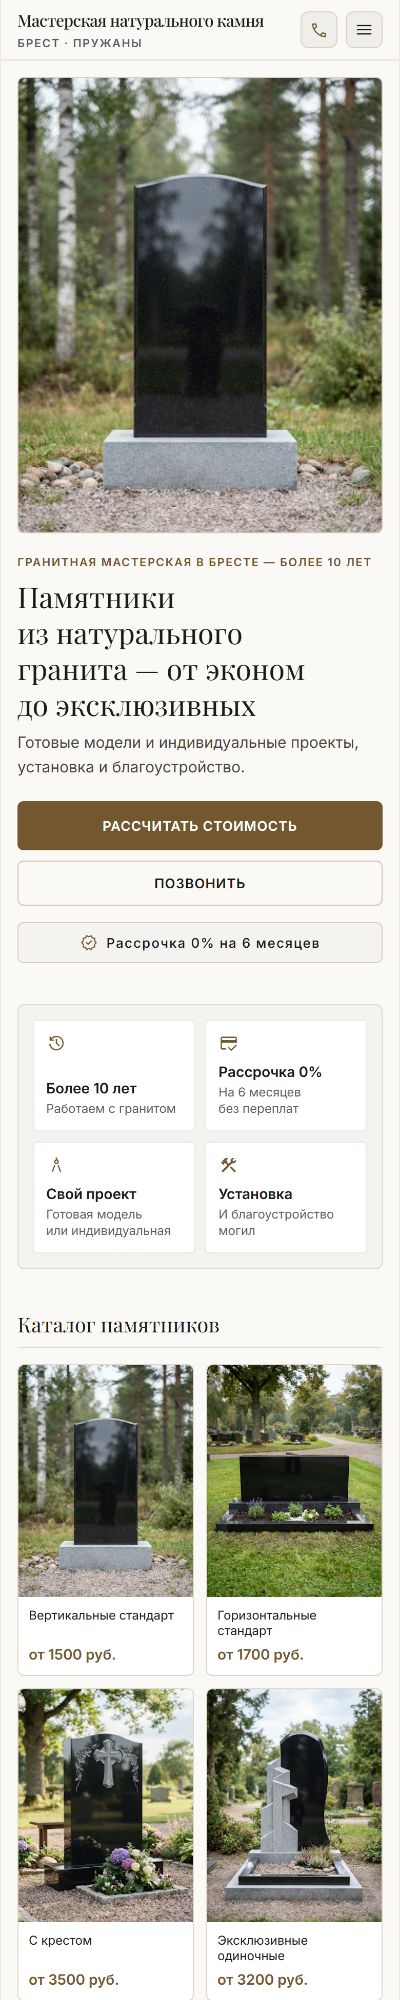 Мастерская натурального камня
БРЕСТ · ПРУЖАНЫ
ГРАНИТНАЯ МАСТЕРСКАЯ В БРЕСТЕ — БОЛЕЕ 10 ЛЕТ
Памятники
из натурального
гранита — от эконом
до эксклюзивных
Готовые модели и индивидуальные проекты,
установка и благоустройство.
РАССЧИТАТЬ СТОИМОСТЬ
ПОЗВОНИТЬ
Рассрочка 0% на 6 месяцев
Более 10 лет
Работаем с гранитом
Рассрочка 0%
На 6 месяцев
без переплат
Свой проект
Готовая модель
или индивидуальная
Установка
И благоустройство
могил
Каталог памятников
Вертикальные стандарт
от 1500 руб.
Горизонтальные
стандарт
от 1700 руб.
С крестом
от 3500 руб.
Эксклюзивные
одиночные
от 3200 руб.